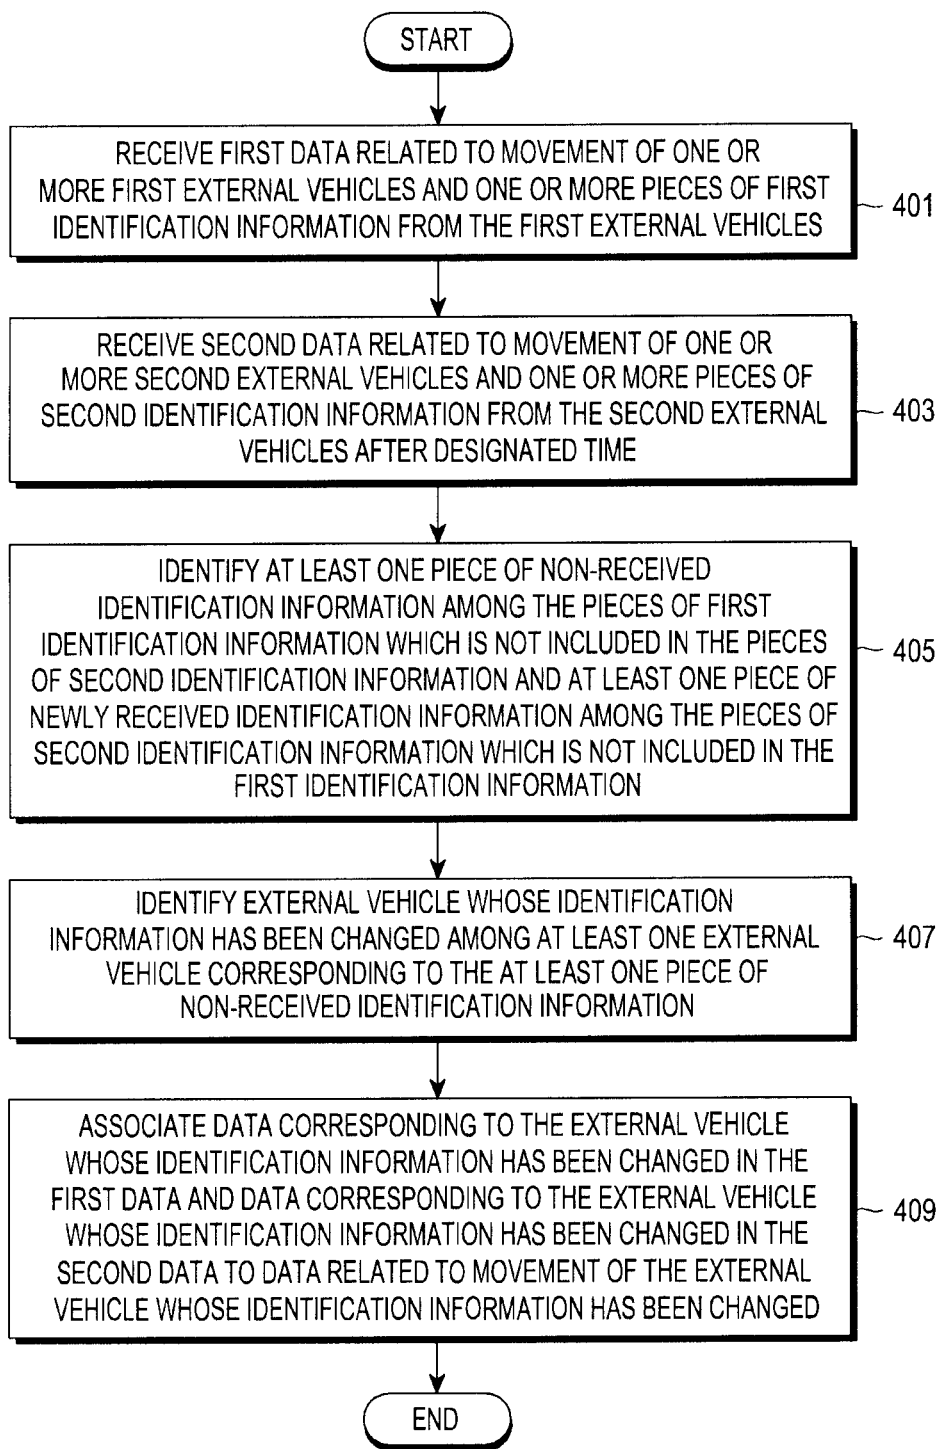 START
RECEIVE FIRST DATA RELATED TO MOVEMENT OF ONE OR
MORE FIRST EXTERNAL VEHICLES AND ONE OR MORE PIECES OF FIRST
IDENTIFICATION INFORMATION FROM THE FIRST EXTERNAL VEHICLES
401
RECEIVE SECOND DATA RELATED TO MOVEMENT OF ONE OR
MORE SECOND EXTERNAL VEHICLES AND ONE OR MORE PIECES OF
SECOND IDENTIFICATION INFORMATION FROM THE SECOND EXTERNAL
VEHICLES AFTER DESIGNATED TIME
403
IDENTIFY AT LEAST ONE PIECE OF NON-RECEIVED
IDENTIFICATION INFORMATION AMONG THE PIECES OF FIRST
IDENTIFICATION INFORMATION WHICH IS NOT INCLUDED IN THE PIECES
OF SECOND IDENTIFICATION INFORMATION AND AT LEAST ONE PIECE OF
NEWLY RECEIVED IDENTIFICATION INFORMATION AMONG THE PIECES OF
SECOND IDENTIFICATION INFORMATION WHICH IS NOT INCLUDED IN THE
FIRST IDENTIFICATION INFORMATION
405
IDENTIFY EXTERNAL VEHICLE WHOSE IDENTIFICATION
INFORMATION HAS BEEN CHANGED AMONG AT LEAST ONE EXTERNAL
VEHICLE CORRESPONDING TO THE AT LEAST ONE PIECE OF
NON-RECEIVED IDENTIFICATION INFORMATION
407
ASSOCIATE DATA CORRESPONDING TO THE EXTERNAL VEHICLE
WHOSE IDENTIFICATION INFORMATION HAS BEEN CHANGED IN THE
FIRST DATA AND DATA CORRESPONDING TO THE EXTERNAL VEHICLE
WHOSE IDENTIFICATION INFORMATION HAS BEEN CHANGED IN THE
SECOND DATA TO DATA RELATED TO MOVEMENT OF THE EXTERNAL
VEHICLE WHOSE IDENTIFICATION INFORMATION HAS BEEN CHANGED
409
END